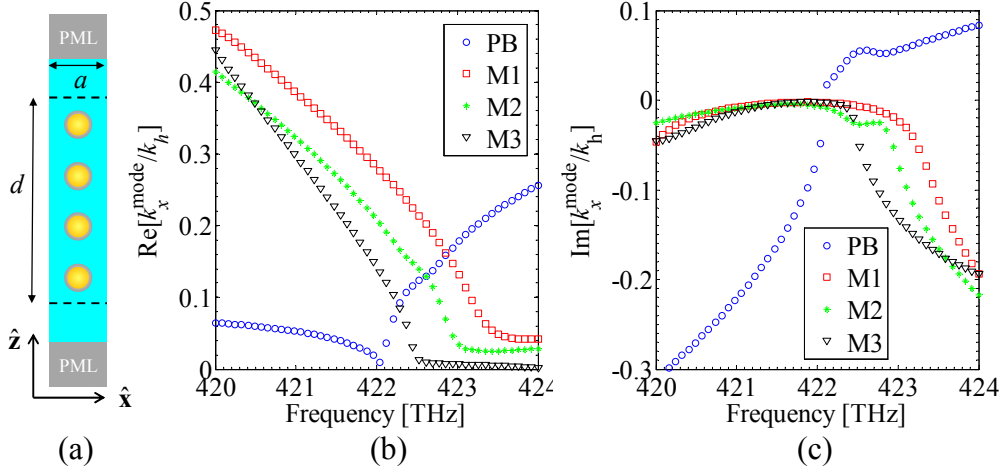 PML
a
d
ẑ
PML
x̂
(a)
Re[k_x^mode/k_h]
0.5
0.4
0.3
0.2
0.1
0
420 421 422 423 424
Frequency [THz]
PB
M1
M2
M3
(b)
Im[k_x^mode/k_h]
0.1
0
-0.1
-0.2
-0.3
420 421 422 423 424
Frequency [THz]
PB
M1
M2
M3
(c)